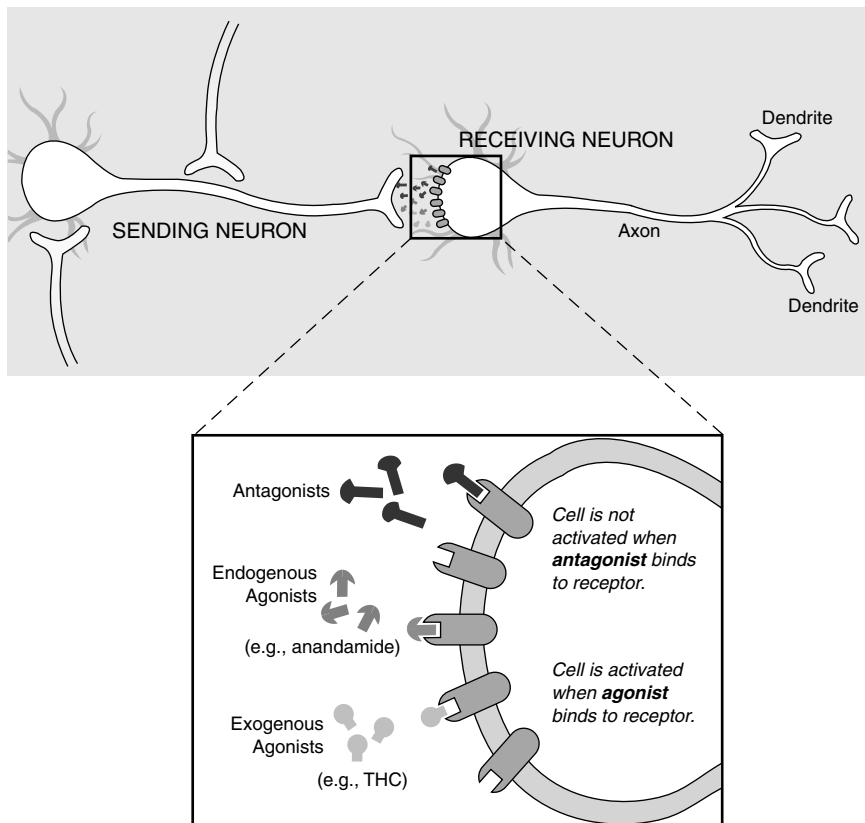 Dendrite
RECEIVING NEURON
SENDING NEURON
Axon
Dendrite
Antagonists
Cell is not
activated when
antagonist binds
to receptor.
Endogenous
Agonists
(e.g., anandamide)
Cell is activated
when agonist
binds to receptor.
Exogenous
Agonists
(e.g., THC)